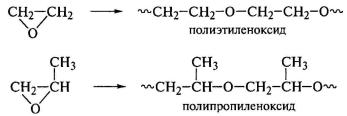 CH₂—CH₂ → ~CH₂—CH₂—O—CH₂—CH₂—O~
O
полиэтиленоксид
CH₃ CH₃ CH₃
CH₂—CH → ~CH₂—CH—O—CH₂—CH—O~
O
полипропиленоксид